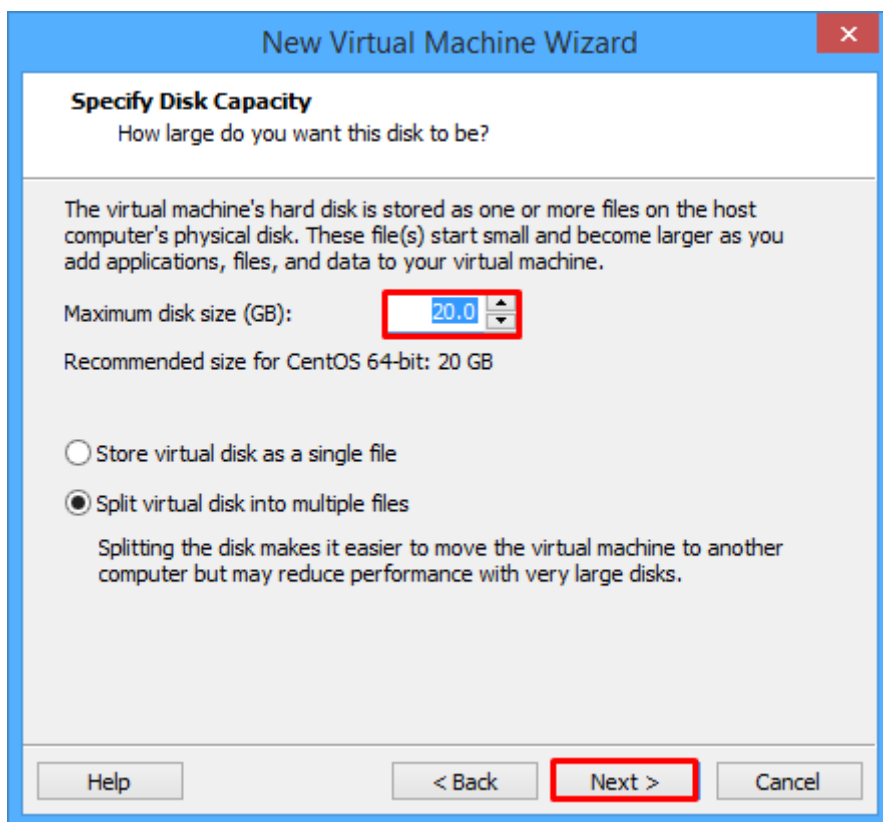 New Virtual Machine Wizard
Specify Disk Capacity
How large do you want this disk to be?
The virtual machine's hard disk is stored as one or more files on the host
computer's physical disk. These file(s) start small and become larger as you
add applications, files, and data to your virtual machine.
Maximum disk size (GB): 20.0
Recommended size for CentOS 64-bit: 20 GB
Store virtual disk as a single file
Split virtual disk into multiple files
Splitting the disk makes it easier to move the virtual machine to another
computer but may reduce performance with very large disks.
Help < Back Next > Cancel